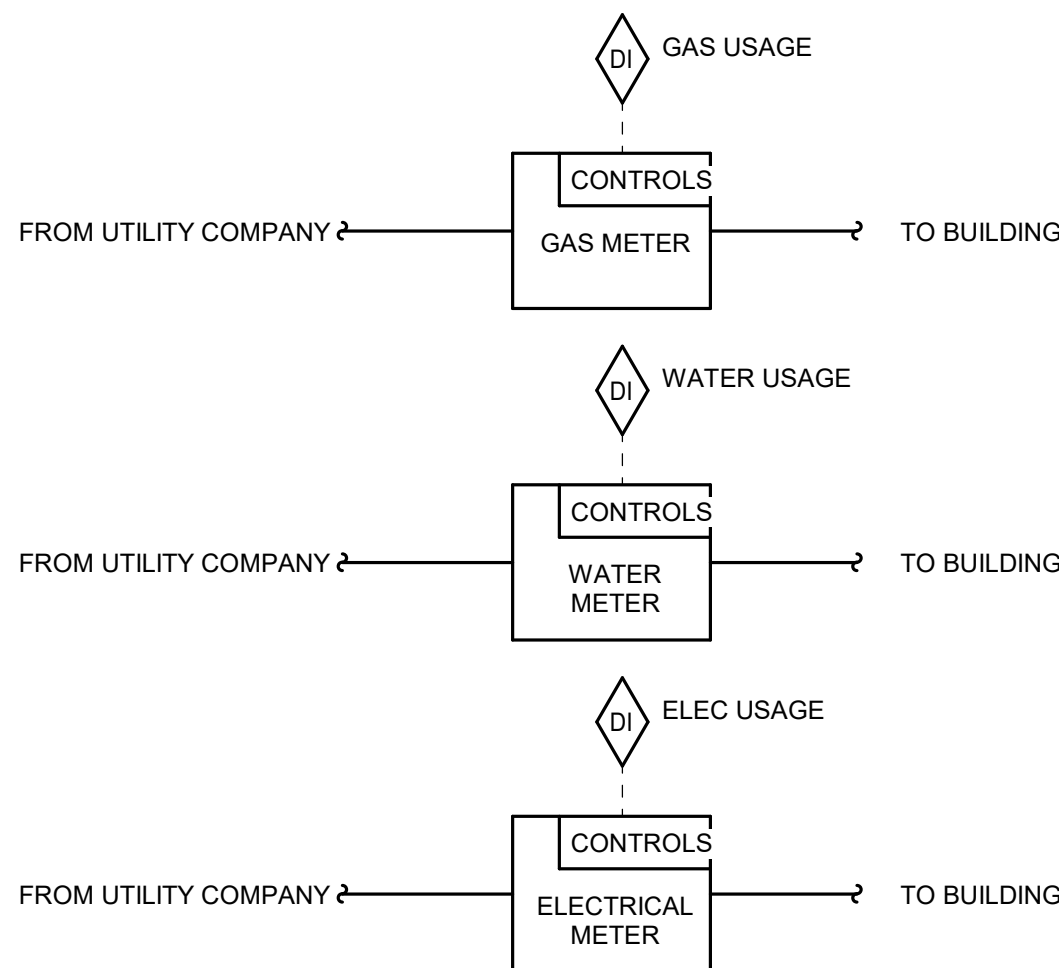 DI GAS USAGE
CONTROLS
FROM UTILITY COMPANY GAS METER TO BUILDING
DI WATER USAGE
CONTROLS
FROM UTILITY COMPANY TO BUILDING
WATER
METER
DI ELEC USAGE
CONTROLS
FROM UTILITY COMPANY TO BUILDING
ELECTRICAL
METER